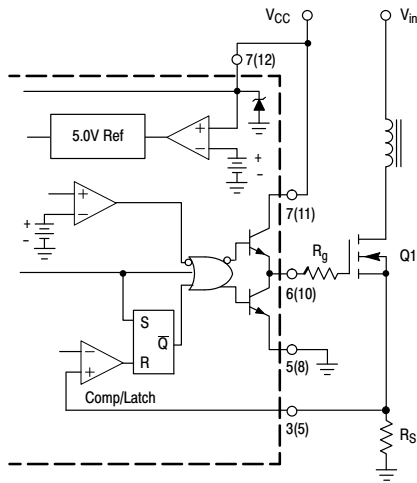 VCC
Vin
7(12)
+
−
5.0V Ref
+
-
+
−
+
-
7(11)
Rg
Q1
6(10)
S
Q
R
−
+
5(8)
Comp/Latch
3(5)
RS